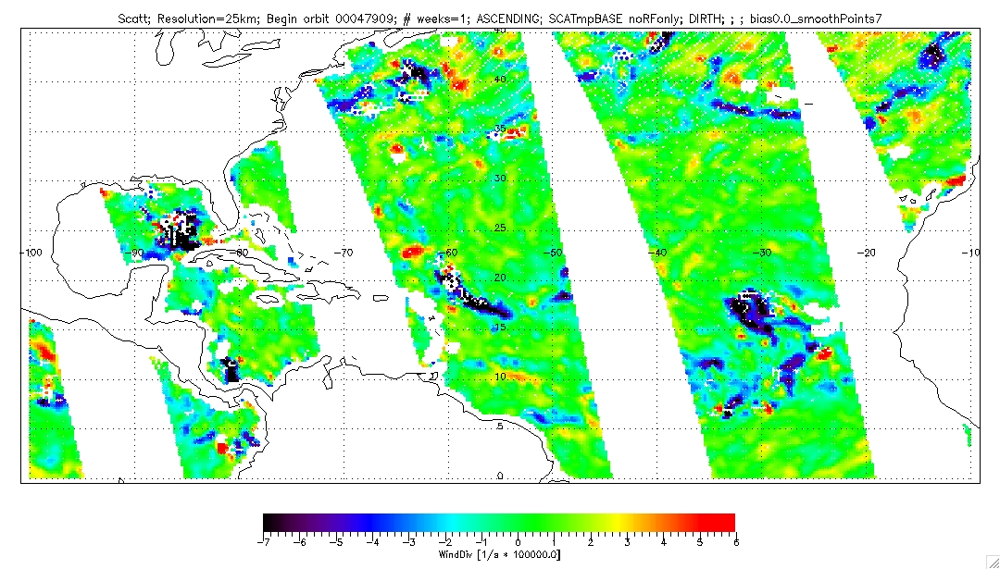 Scatt; Resolution=25km; Begin orbit 00047909; # weeks=1; ASCENDING; SCATmpBASE noRFonly; DIRTH; ; ; bias0.0_smoothPoints7
45
40
35
30
25
-100 -90 -80 -70 -60 -50 -40 -30 -20 -10
20
15
10
5
0
-7 -6 -5 -4 -3 -2 -1 0 1 2 3 4 5 6
WindDiv [1/s * 100000.0]